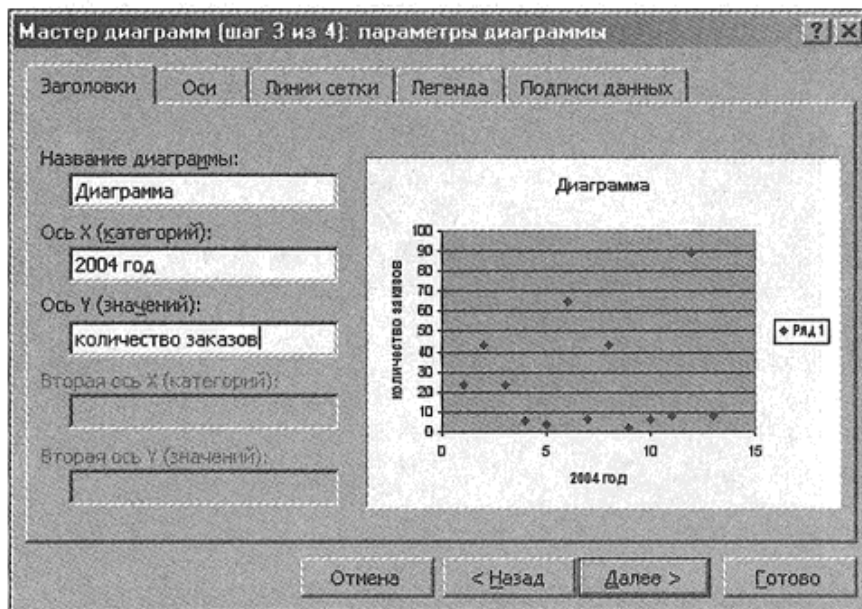 Мастер диаграмм (шаг 3 из 4): параметры диаграммы
Заголовки
Оси
Линии сетки
Легенда
Подписи данных
Название диаграммы:
Диаграмма
Ось X (категорий):
2004 год
Ось Y (значений):
количество заказов
Вторая ось X (категорий):
Вторая ось Y (значений):
Диаграмма
количество заказов
100
90
80
70
60
50
40
30
20
10
0
0 5 10 15
2004 год
Ряд1
Отмена
< Назад
Далее >
Готово